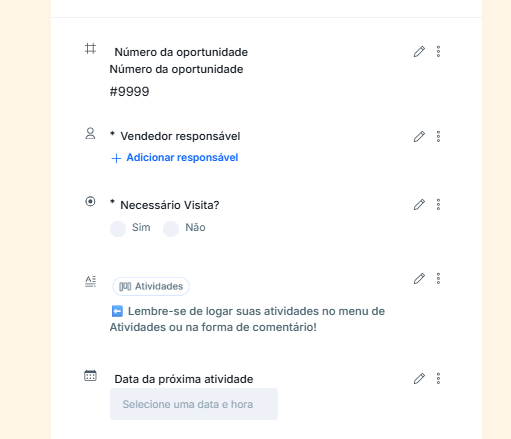 Número da oportunidade
Número da oportunidade
#9999
* Vendedor responsável
+ Adicionar responsável
* Necessário Visita?
Sim Não
Atividades
⬅️ Lembre-se de logar suas atividades no menu de
Atividades ou na forma de comentário!
Data da próxima atividade
Selecione uma data e hora